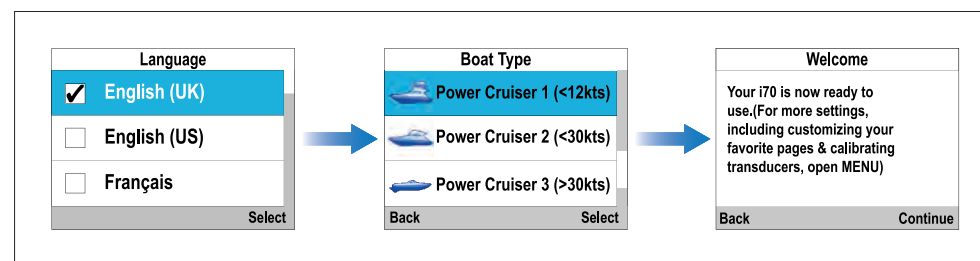 Language
English (UK)
English (US)
Français
Select
Boat Type
Power Cruiser 1 (<12kts)
Power Cruiser 2 (<30kts)
Power Cruiser 3 (>30kts)
Back Select
Welcome
Your i70 is now ready to
use.(For more settings,
including customizing your
favorite pages & calibrating
transducers, open MENU)
Back Continue